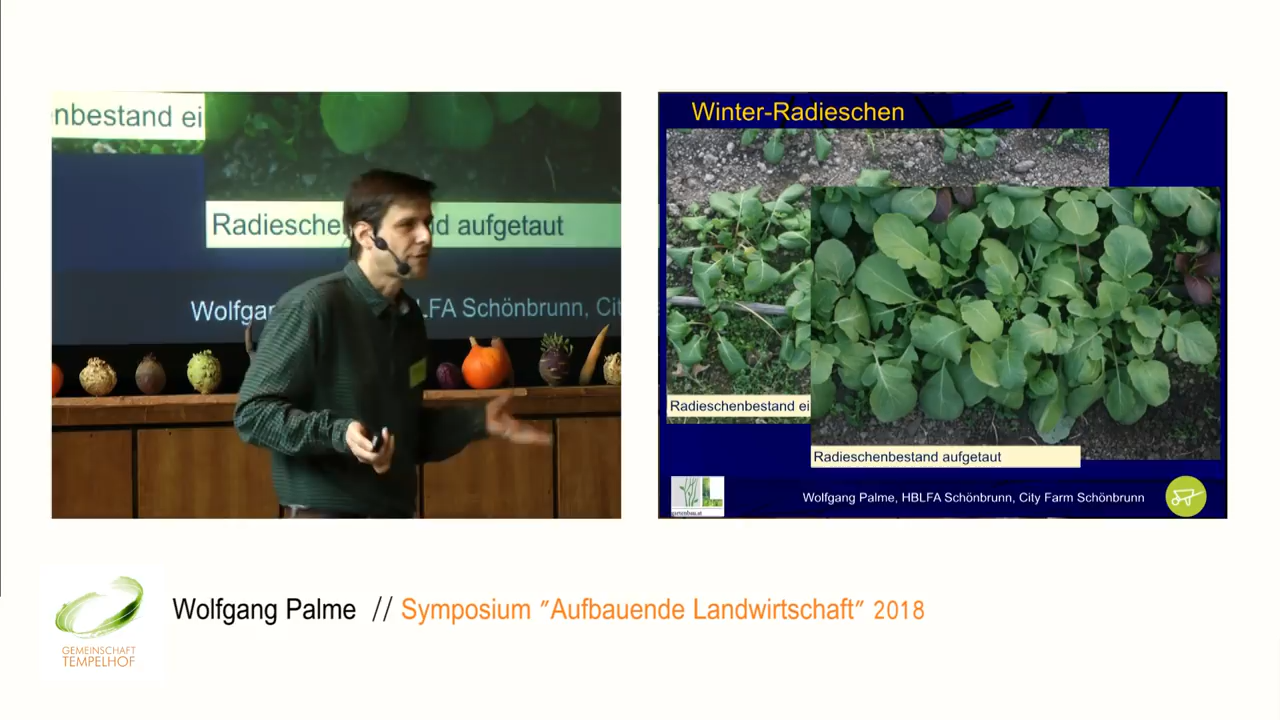 nbestand ei
Radiesche d aufgetaut
Wolfgan LFA Schönbrunn, Cit
Winter-Radieschen
Radieschenbestand ei
Radieschenbestand aufgetaut
Wolfgang Palme, HBLFA Schönbrunn, City Farm Schönbrunn
GEMEINSCHAFT
TEMPELHOF
Wolfgang Palme // Symposium "Aufbauende Landwirtschaft" 2018